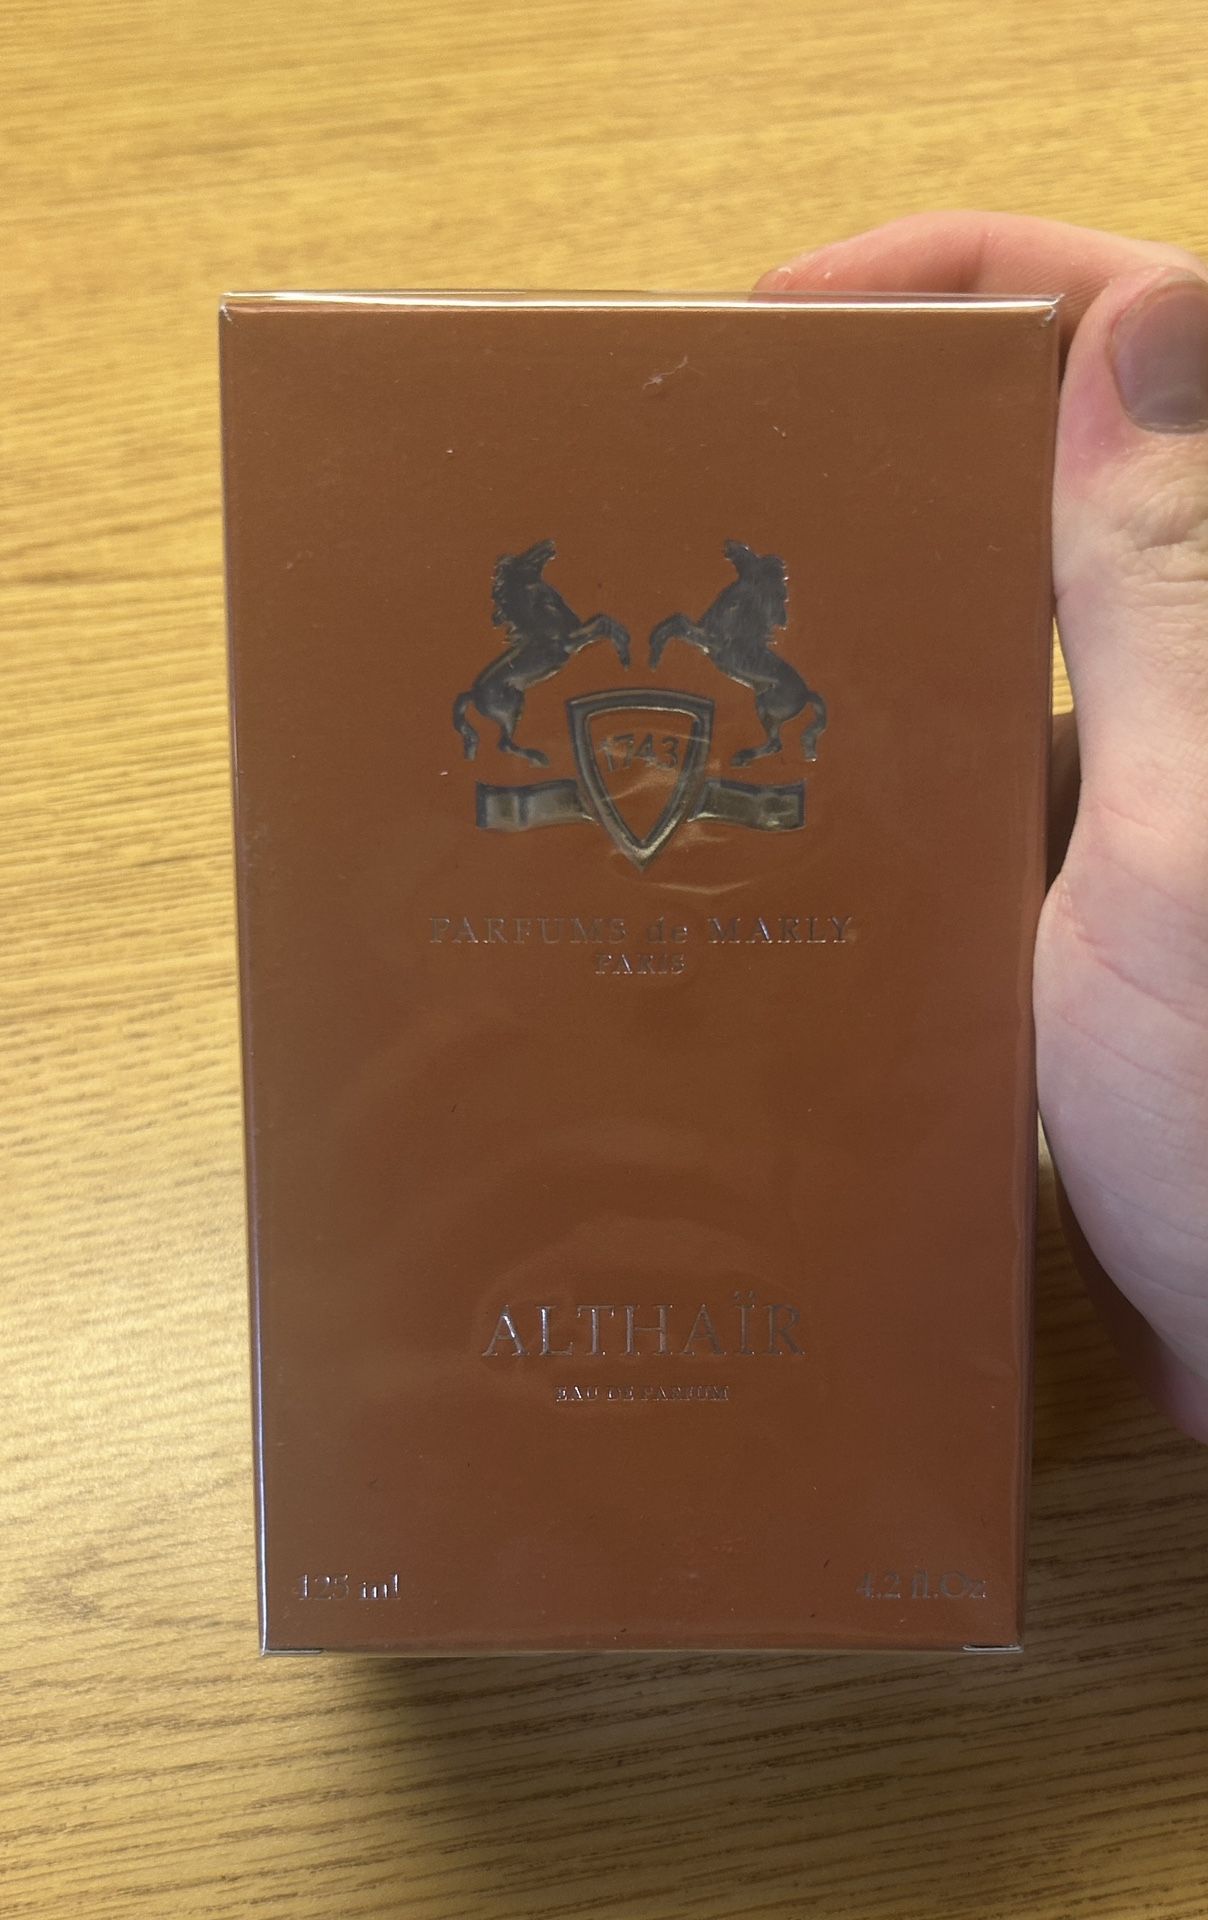 1743
PARFUMS de MARLY
PARIS
ALTHAÏR
EAU DE PARFUM
125 ml
4.2 fl.Oz